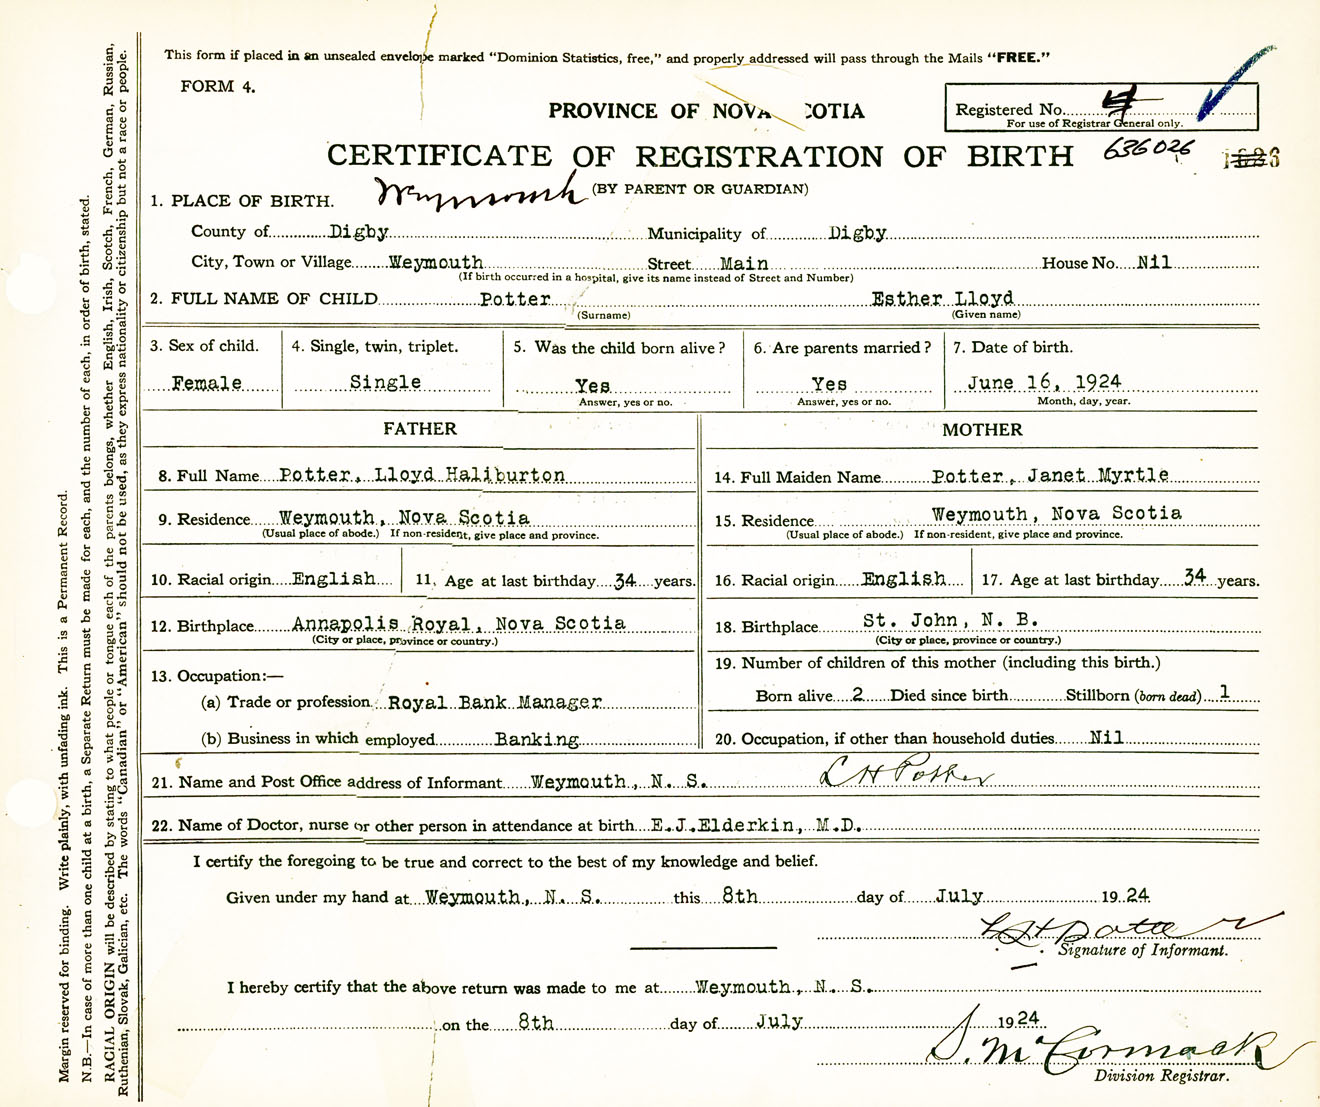 This form if placed in an unsealed envelope marked "Dominion Statistics, free," and properly addressed will pass through the Mails "FREE."
FORM 4.
PROVINCE OF NOVA SCOTIA
Registered No. 4
For use of Registrar General only.
CERTIFICATE OF REGISTRATION OF BIRTH 636026
Weymouth (BY PARENT OR GUARDIAN)
1. PLACE OF BIRTH.
County of Digby Municipality of Digby
City, Town or Village Weymouth Street Main House No. Nil
(If birth occurred in a hospital, give its name instead of Street and Number)
2. FULL NAME OF CHILD Potter Esther Lloyd
(Surname) (Given name)
3. Sex of child. 4. Single, twin, triplet. 5. Was the child born alive? 6. Are parents married? 7. Date of birth.
Female Single Yes Yes June 16, 1924
Answer, yes or no. Answer, yes or no. Month, day, year.
FATHER MOTHER
8. Full Name Potter, Lloyd Haliburton 14. Full Maiden Name Potter, Janet Myrtle
9. Residence Weymouth, Nova Scotia 15. Residence Weymouth, Nova Scotia
(Usual place of abode.) If non-resident, give place and province. (Usual place of abode.) If non-resident, give place and province.
10. Racial origin English 11. Age at last birthday 34 years. 16. Racial origin English 17. Age at last birthday 34 years.
12. Birthplace Annapolis Royal, Nova Scotia 18. Birthplace St. John, N. B.
(City or place, province or country.) (City or place, province or country.)
13. Occupation:— 19. Number of children of this mother (including this birth.)
(a) Trade or profession Royal Bank Manager Born alive 2 Died since birth Stillborn (born dead) 1
(b) Business in which employed Banking 20. Occupation, if other than household duties Nil
21. Name and Post Office address of Informant Weymouth, N. S. L H Potter
22. Name of Doctor, nurse or other person in attendance at birth E.J.Elderkin, M.D.
I certify the foregoing to be true and correct to the best of my knowledge and belief.
Given under my hand at Weymouth, N. S. this 8th day of July 1924.
L H Potter
Signature of Informant.
I hereby certify that the above return was made to me at Weymouth, N. S.
on the 8th day of July 1924
S. McCormack
Division Registrar.
Margin reserved for binding. Write plainly, with unfading ink. This is a Permanent Record.
N.B.—In case of more than one child at a birth, a Separate Return must be made for each, and the number of each, in order of birth, stated.
RACIAL ORIGIN will be described by stating to what people or tongue each of the parents belongs, whether English, Irish, Scotch, French, German, Russian,
Ruthenian, Slovak, Galician, etc. The words "Canadian" or "American" should not be used, as they express nationality or citizenship but not a race or people.